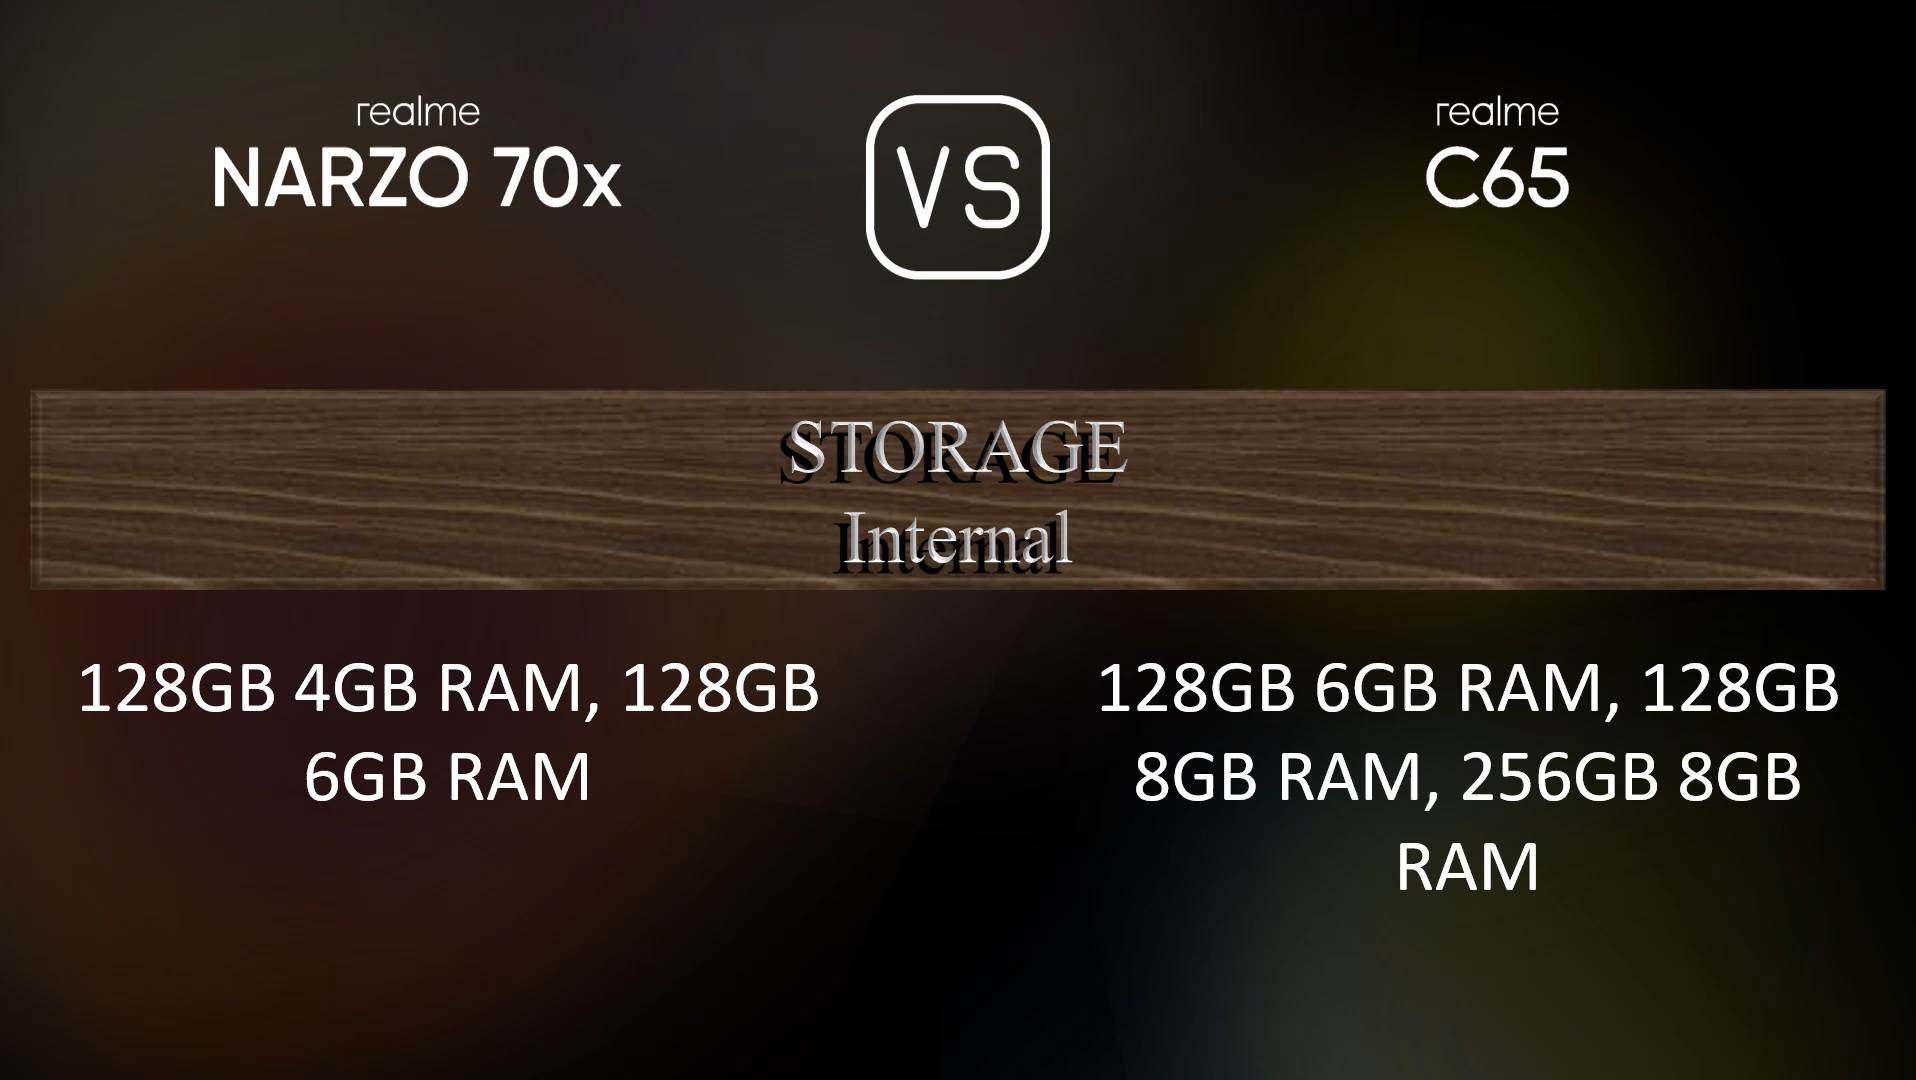 realme
NARZO 70x
VS
realme
C65
STORAGE
Internal
128GB 4GB RAM, 128GB
6GB RAM
128GB 6GB RAM, 128GB
8GB RAM, 256GB 8GB
RAM